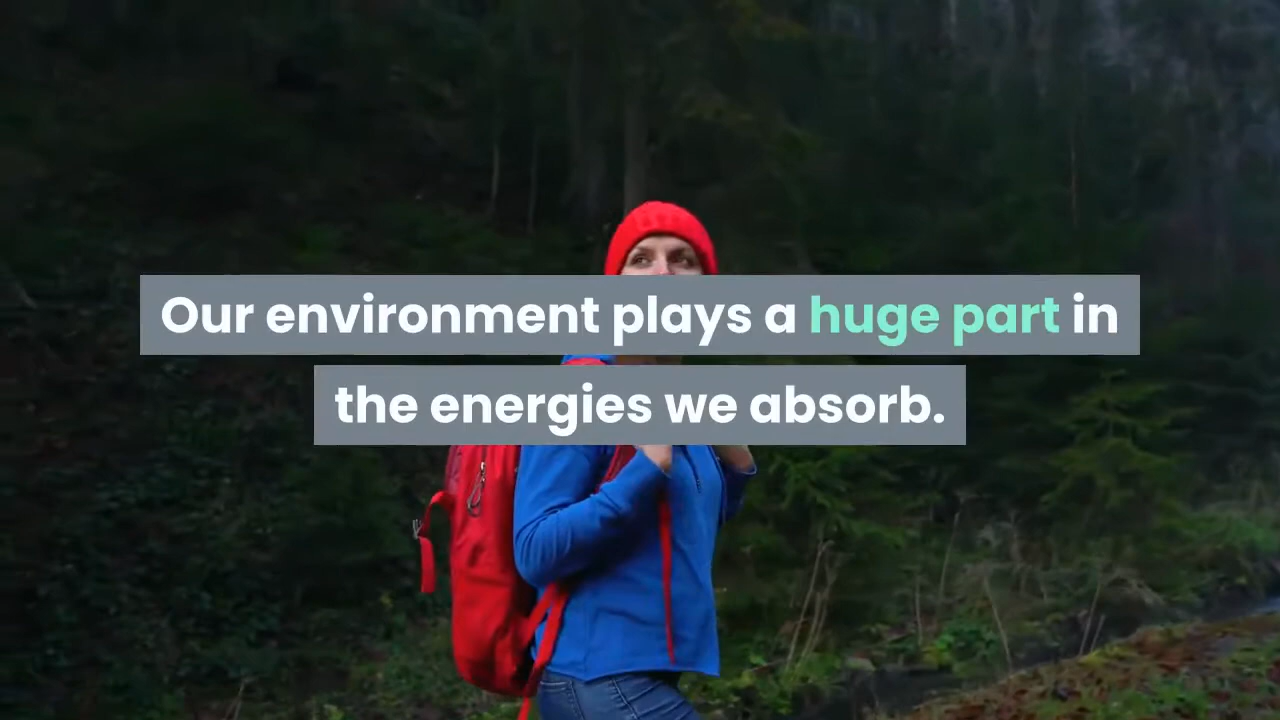 Our environment plays a huge part in
the energies we absorb.